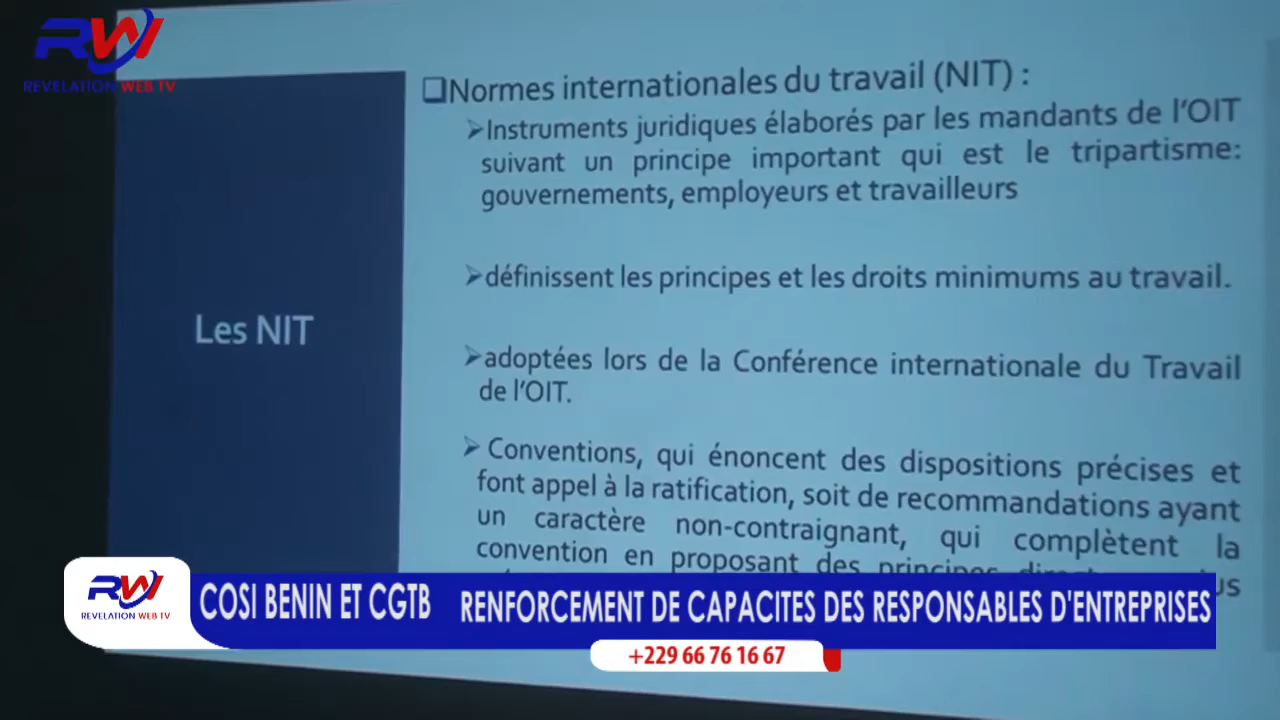 RW
REVELATION WEB TV
❑Normes internationales du travail (NIT) :
➢Instruments juridiques élaborés par les mandants de l'OIT
suivant un principe important qui est le tripartisme:
gouvernements, employeurs et travailleurs
➢définissent les principes et les droits minimums au travail.
Les NIT
➢adoptées lors de la Conférence internationale du Travail
de l'OIT.
➢ Conventions, qui énoncent des dispositions précises et
font appel à la ratification, soit de recommandations ayant
un caractère non-contraignant, qui complètent la
convention en proposant des principes
RW
REVELATION WEB TV
COSI BENIN ET CGTB RENFORCEMENT DE CAPACITES DES RESPONSABLES D'ENTREPRISES
+229 66 76 16 67